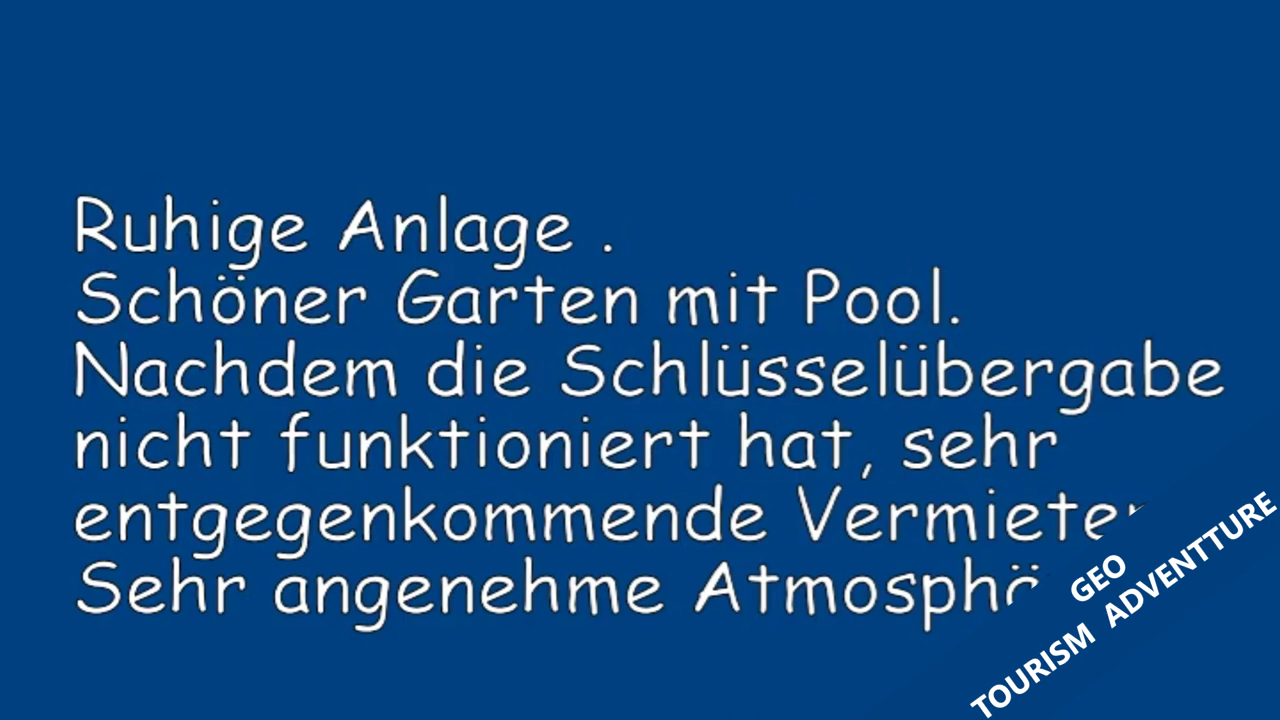 Ruhige Anlage .
Schöner Garten mit Pool.
Nachdem die Schlüsselübergabe
nicht funktioniert hat, sehr
entgegenkommende Vermieter
Sehr angenehme
GEO
TOURISM ADVENTTURE